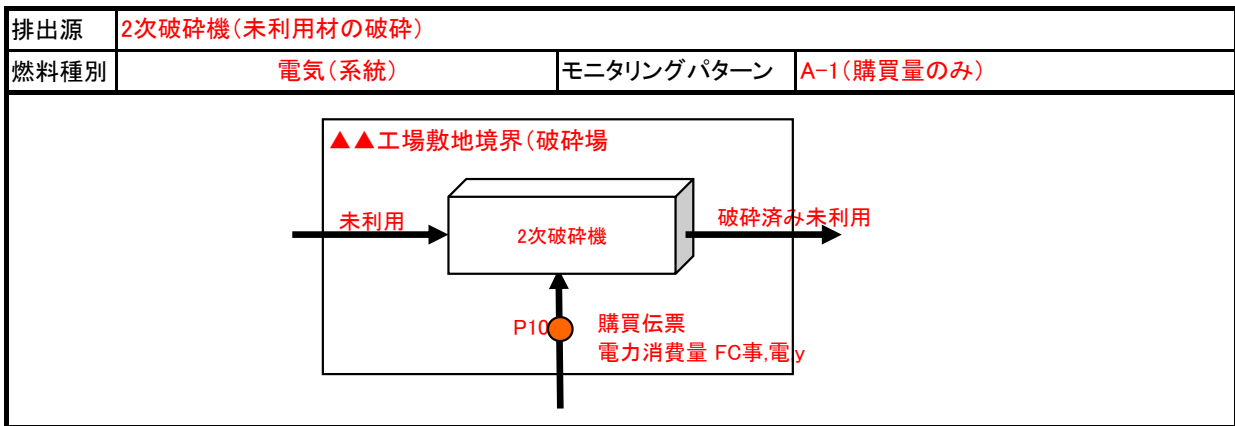 排出源 2次破砕機(未利用材の破砕)
燃料種別 電気(系統) モニタリングパターン A-1(購買量のみ)
▲▲工場敷地境界(破砕場
未利用
2次破砕機
破砕済み未利用
P10
購買伝票
電力消費量 FC事,電,y